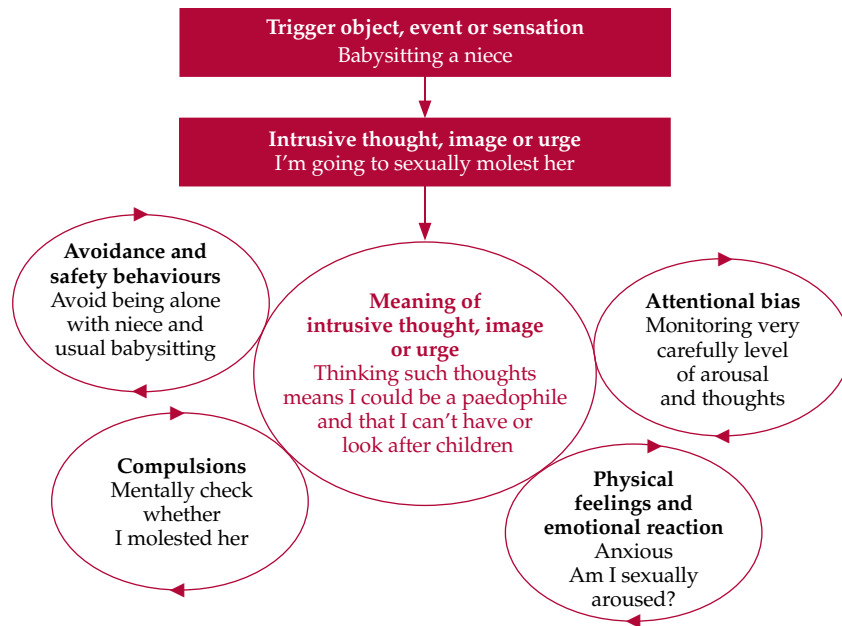 Trigger object, event or sensation
Babysitting a niece
Intrusive thought, image or urge
I'm going to sexually molest her
Avoidance and
safety behaviours
Avoid being alone
with niece and
usual babysitting
Meaning of
intrusive thought, image
or urge
Thinking such thoughts
means I could be a paedophile
and that I can't have or
look after children
Attentional bias
Monitoring very
carefully level
of arousal
and thoughts
Compulsions
Mentally check
whether
I molested her
Physical
feelings and
emotional reaction
Anxious
Am I sexually
aroused?